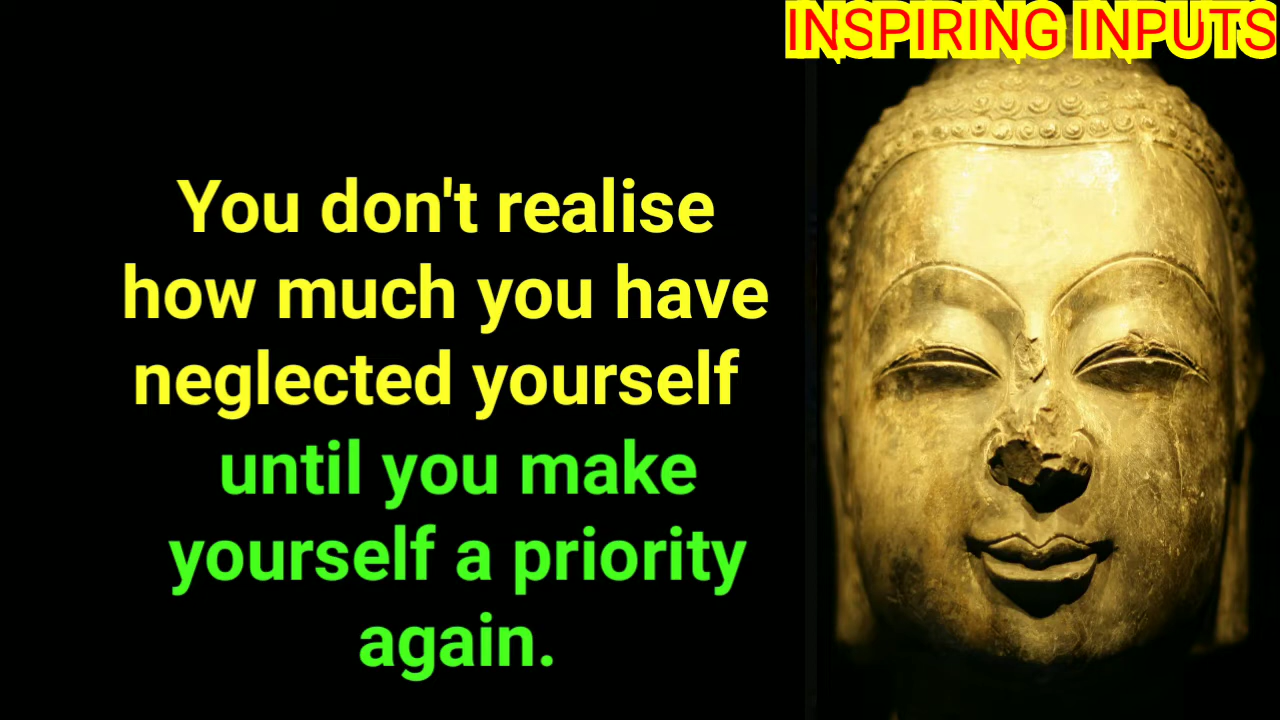 INSPIRING INPUTS
You don't realise
how much you have
neglected yourself
until you make
yourself a priority
again.